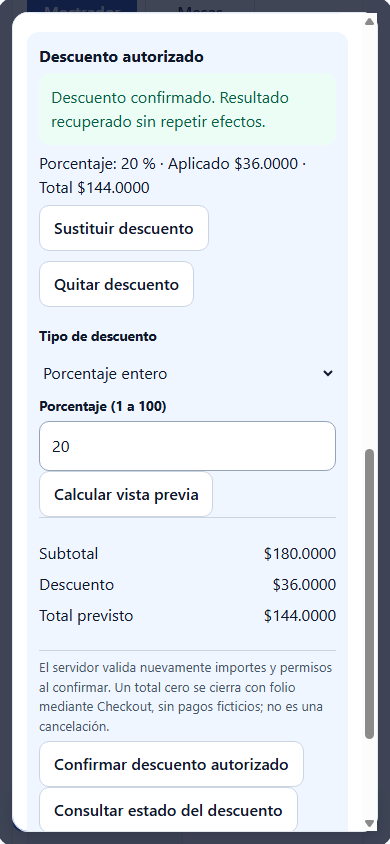 Mostrador Mesas
Descuento autorizado
Descuento confirmado. Resultado
recuperado sin repetir efectos.
Porcentaje: 20 % · Aplicado $36.0000 ·
Total $144.0000
Sustituir descuento
Quitar descuento
Tipo de descuento
Porcentaje entero
Porcentaje (1 a 100)
20
Calcular vista previa
Subtotal $180.0000
Descuento $36.0000
Total previsto $144.0000
El servidor valida nuevamente importes y permisos
al confirmar. Un total cero se cierra con folio
mediante Checkout, sin pagos ficticios; no es una
cancelación.
Confirmar descuento autorizado
Consultar estado del descuento